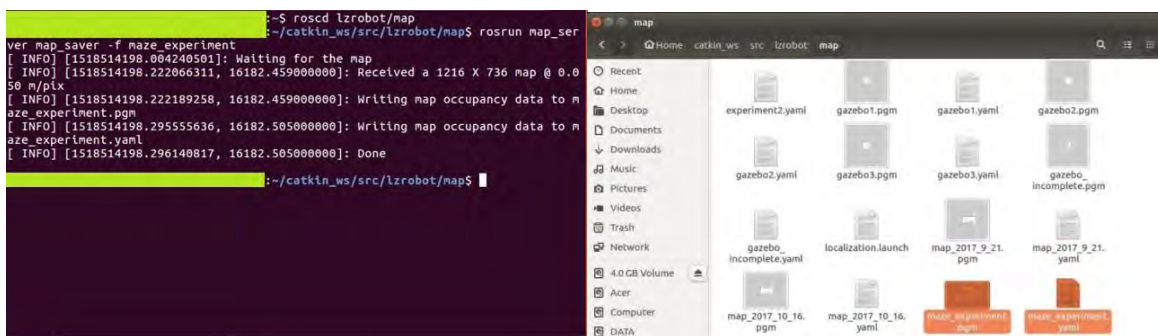 :~$ roscd lzrobot/map
:~/catkin_ws/src/lzrobot/map$ rosrun map_ser
ver map_saver -f maze_experiment
[ INFO] [1518514198.004240501]: Waiting for the map
[ INFO] [1518514198.222066311, 16182.459000000]: Received a 1216 X 736 map @ 0.0
50 m/pix
[ INFO] [1518514198.222189258, 16182.459000000]: Writing map occupancy data to m
aze_experiment.pgm
[ INFO] [1518514198.295555636, 16182.505000000]: Writing map occupancy data to m
aze_experiment.yaml
[ INFO] [1518514198.296140817, 16182.505000000]: Done
:~/catkin_ws/src/lzrobot/map$
map
Home catkin_ws src lzrobot map
Recent
Home
Desktop
Documents
Downloads
Music
Pictures
Videos
Trash
Network
4.0 GB Volume
Acer
Computer
DATA
experiment2.yaml gazebo1.pgm gazebo1.yaml gazebo2.pgm
gazebo2.yaml gazebo3.pgm gazebo3.yaml gazebo_
incomplete.pgm
gazebo_ localization.launch map_2017_9_21. map_2017_9_21.
incomplete.yaml pgm yaml
map_2017_10_16. map_2017_10_16. maze_experiment. maze_experiment.
pgm yaml pgm yaml